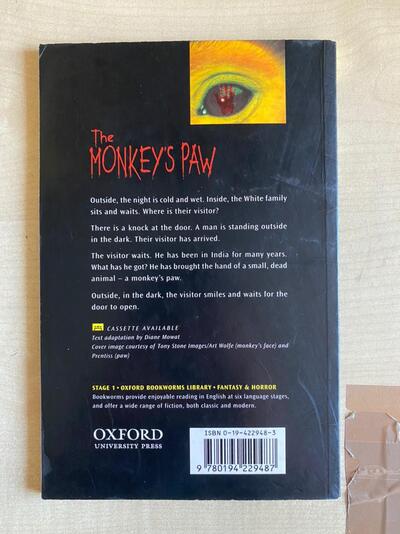 The
MONKEY'S PAW
Outside, the night is cold and wet. Inside, the White family
sits and waits. Where is their visitor?
There is a knock at the door. A man is standing outside
in the dark. Their visitor has arrived.
The visitor waits. He has been in India for many years.
What has he got? He has brought the hand of a small, dead
animal – a monkey's paw.
Outside, in the dark, the visitor smiles and waits for the
door to open.
CASSETTE AVAILABLE
Text adaptation by Diane Mowat
Cover image courtesy of Tony Stone Images/Art Wolfe (monkey's face) and
Prentiss (paw)
STAGE 1 • OXFORD BOOKWORMS LIBRARY • FANTASY & HORROR
Bookworms provide enjoyable reading in English at six language stages,
and offer a wide range of fiction, both classic and modern.
OXFORD
UNIVERSITY PRESS
ISBN 0-19-422948-3
9 780194 229487